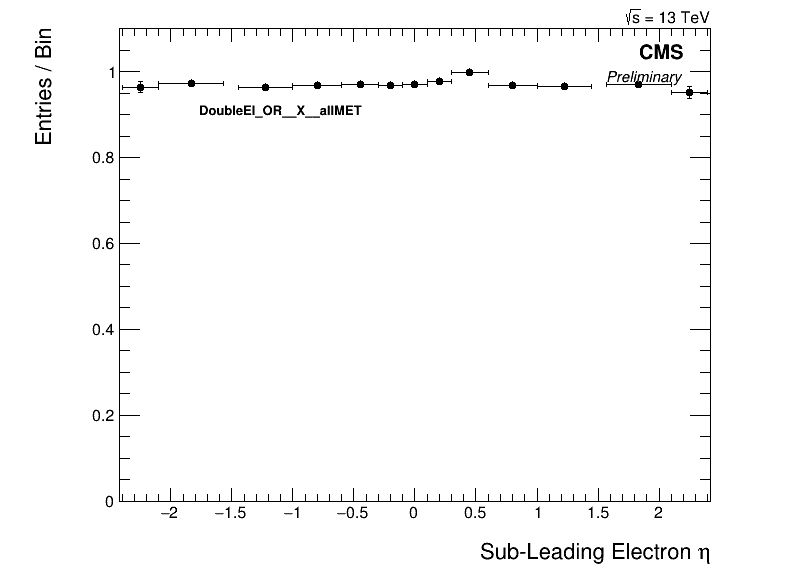 √s = 13 TeV
CMS
Preliminary
DoubleEl_OR__X__allMET
Entries / Bin
1
0.8
0.6
0.4
0.2
0
−2 −1.5 −1 −0.5 0 0.5 1 1.5 2
Sub-Leading Electron η